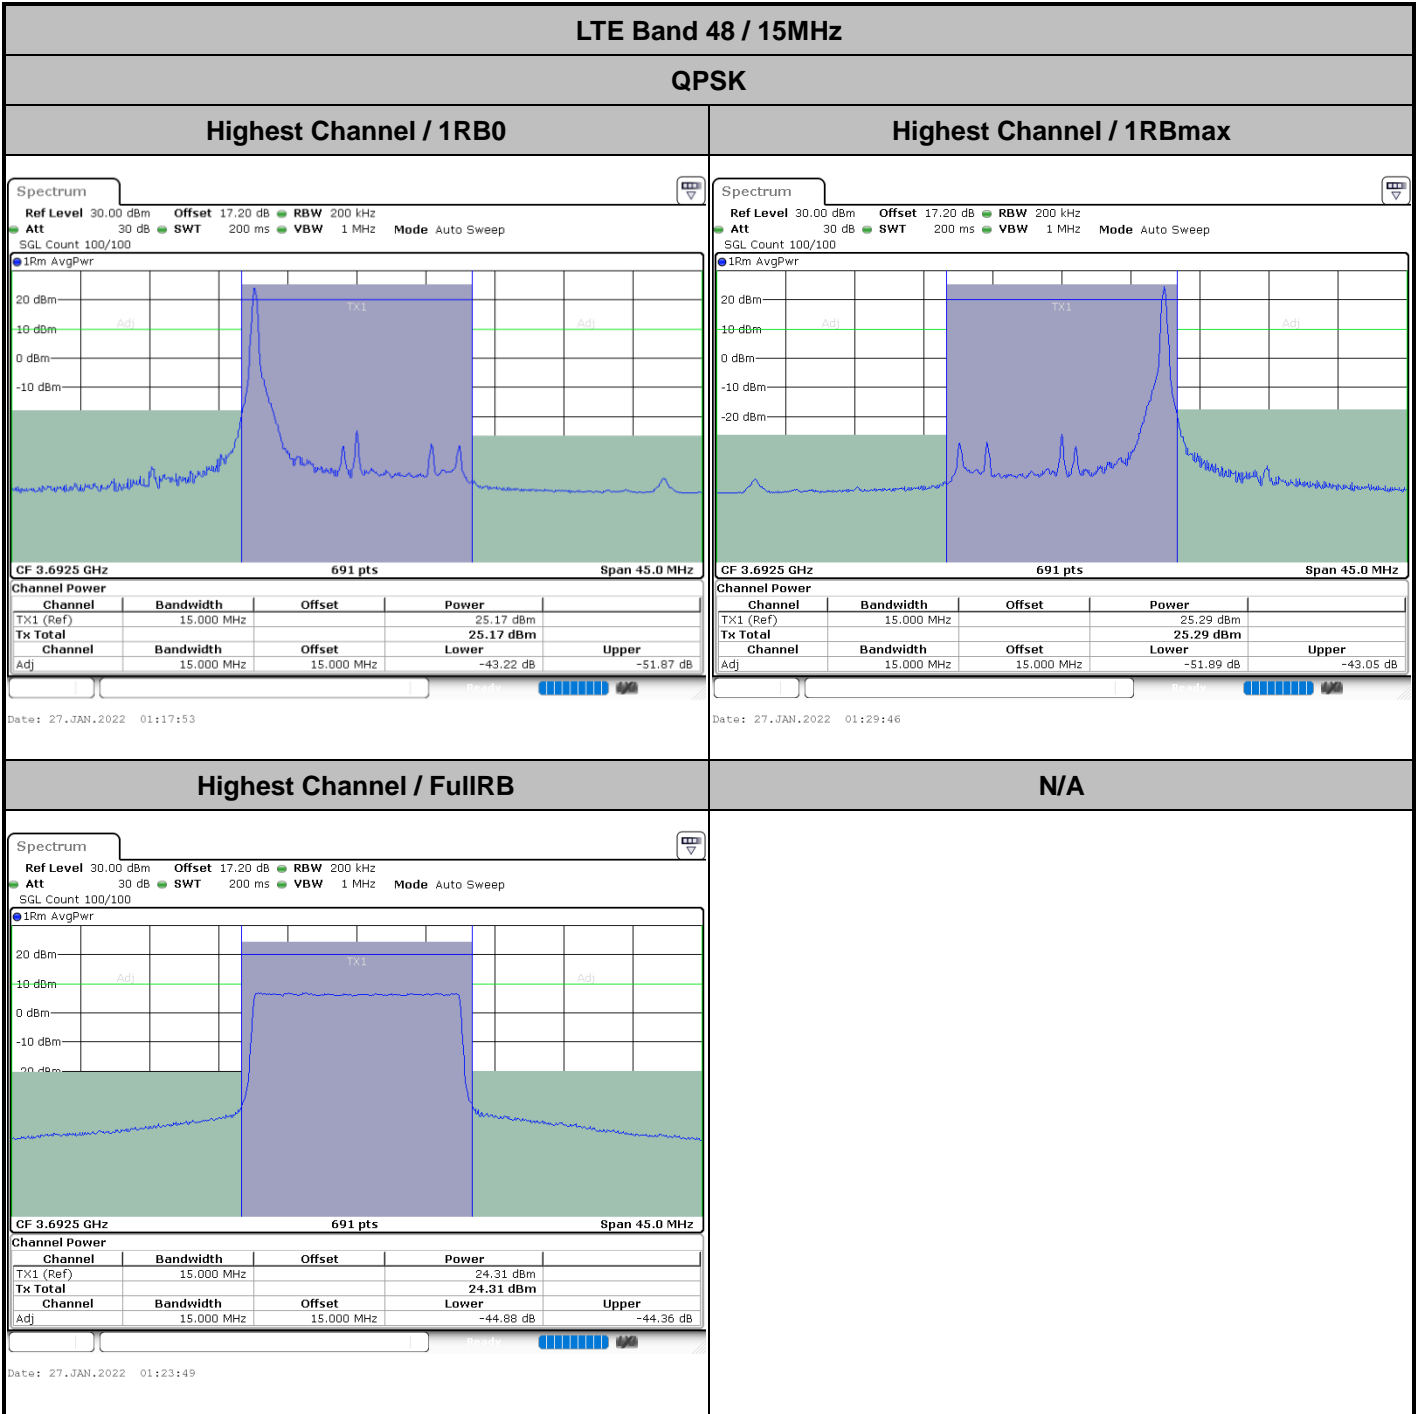 LTE Band 48 / 15MHz
QPSK
Highest Channel / 1RB0
Highest Channel / 1RBmax
Spectrum
Ref Level 30.00 dBm Offset 17.20 dB RBW 200 kHz
Att 30 dB SWT 200 ms VBW 1 MHz Mode Auto Sweep
SGL Count 100/100
1Rm AvgPwr
20 dBm
10 dBm
0 dBm
-10 dBm
Adj
TX1
Adj
CF 3.6925 GHz 691 pts Span 45.0 MHz
Channel Power
Channel Bandwidth Offset Power
TX1 (Ref) 15.000 MHz 25.17 dBm
Tx Total 25.17 dBm
Channel Bandwidth Offset Lower Upper
Adj 15.000 MHz 15.000 MHz -43.22 dB -51.87 dB
Ready
Date: 27.JAN.2022 01:17:53
Spectrum
Ref Level 30.00 dBm Offset 17.20 dB RBW 200 kHz
Att 30 dB SWT 200 ms VBW 1 MHz Mode Auto Sweep
SGL Count 100/100
1Rm AvgPwr
20 dBm
10 dBm
0 dBm
-10 dBm
-20 dBm
Adj
TX1
Adj
CF 3.6925 GHz 691 pts Span 45.0 MHz
Channel Power
Channel Bandwidth Offset Power
TX1 (Ref) 15.000 MHz 25.29 dBm
Tx Total 25.29 dBm
Channel Bandwidth Offset Lower Upper
Adj 15.000 MHz 15.000 MHz -51.89 dB -43.05 dB
Ready
Date: 27.JAN.2022 01:29:46
Highest Channel / FullRB
N/A
Spectrum
Ref Level 30.00 dBm Offset 17.20 dB RBW 200 kHz
Att 30 dB SWT 200 ms VBW 1 MHz Mode Auto Sweep
SGL Count 100/100
1Rm AvgPwr
20 dBm
10 dBm
0 dBm
-10 dBm
20 dBm
Adj
TX1
Adj
CF 3.6925 GHz 691 pts Span 45.0 MHz
Channel Power
Channel Bandwidth Offset Power
TX1 (Ref) 15.000 MHz 24.31 dBm
Tx Total 24.31 dBm
Channel Bandwidth Offset Lower Upper
Adj 15.000 MHz 15.000 MHz -44.88 dB -44.36 dB
Ready
Date: 27.JAN.2022 01:23:49